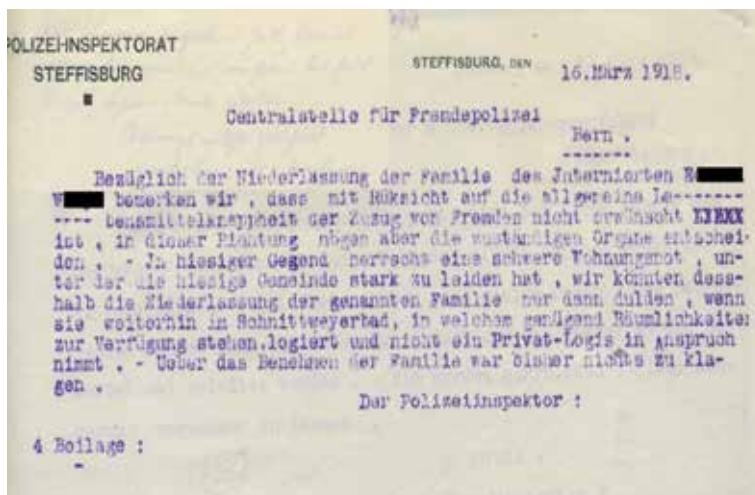 POLIZEI-INSPEKTORAT
STEFFISBURG
STEFFISBURG, DEN 16.März 1918.
Centralstelle für Fremdepolizei
Bern .
Bezüglich der Niederlassung der Familie des Internierten
bemerken wir , dass mit Rüksicht auf die allgemeine Le-
bensmittelknappheit der Zuzug von Fremden nicht erwünscht
ist , in dieser Richtung mögen aber die zuständigen Organe entschei-
den . - In hiesiger Gegend herrscht eine schwere Wohnungsnot , un-
ter der die hiesige Gemeinde stark zu leiden hat , wir könnten dess-
halb die Niederlassung der genannten Familie nur dann dulden , wenn
sie weiterhin in Schnittweyerbad, in welchem genügend Räumlichkeiten
zur Verfügung stehen,logiert und nicht ein Privat-Logis in Anspruch
nimmt . - Ueber das Benehmen der Familie war bisher nichts zu kla-
gen .
Der Polizeiinspektor :
4 Beilage :
-